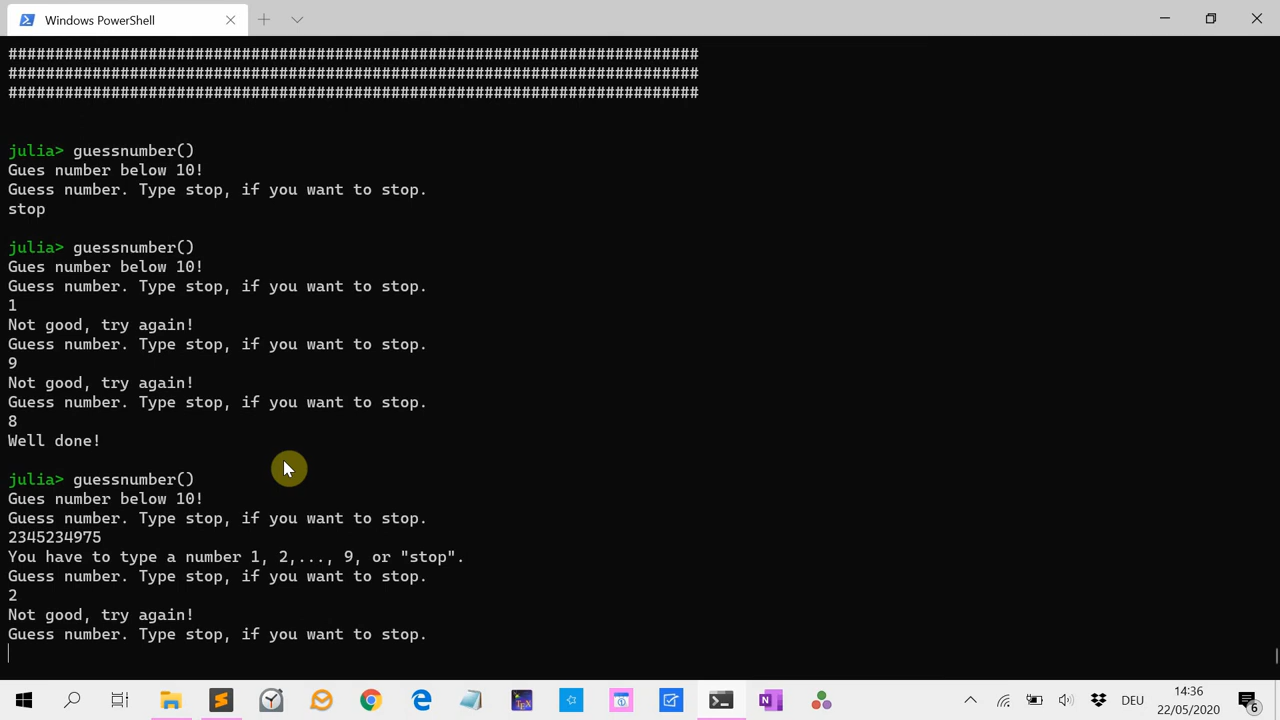 Windows PowerShell
##########################################################################
##########################################################################
##########################################################################
julia> guessnumber()
Gues number below 10!
Guess number. Type stop, if you want to stop.
stop
julia> guessnumber()
Gues number below 10!
Guess number. Type stop, if you want to stop.
1
Not good, try again!
Guess number. Type stop, if you want to stop.
9
Not good, try again!
Guess number. Type stop, if you want to stop.
8
Well done!
julia> guessnumber()
Gues number below 10!
Guess number. Type stop, if you want to stop.
2345234975
You have to type a number 1, 2,..., 9, or "stop".
Guess number. Type stop, if you want to stop.
2
Not good, try again!
Guess number. Type stop, if you want to stop.
TEX
DEU
14:36
22/05/2020
6